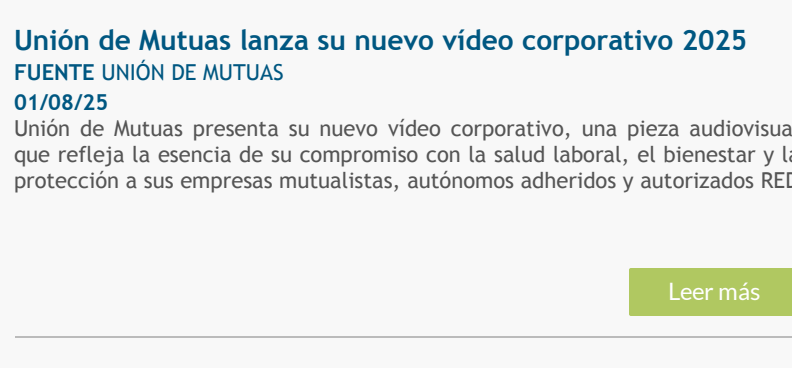 Unión de Mutuas lanza su nuevo vídeo corporativo 2025
FUENTE UNIÓN DE MUTUAS
01/08/25
Unión de Mutuas presenta su nuevo vídeo corporativo, una pieza audiovisua
que refleja la esencia de su compromiso con la salud laboral, el bienestar y la
protección a sus empresas mutualistas, autónomos adheridos y autorizados RED
Leer más